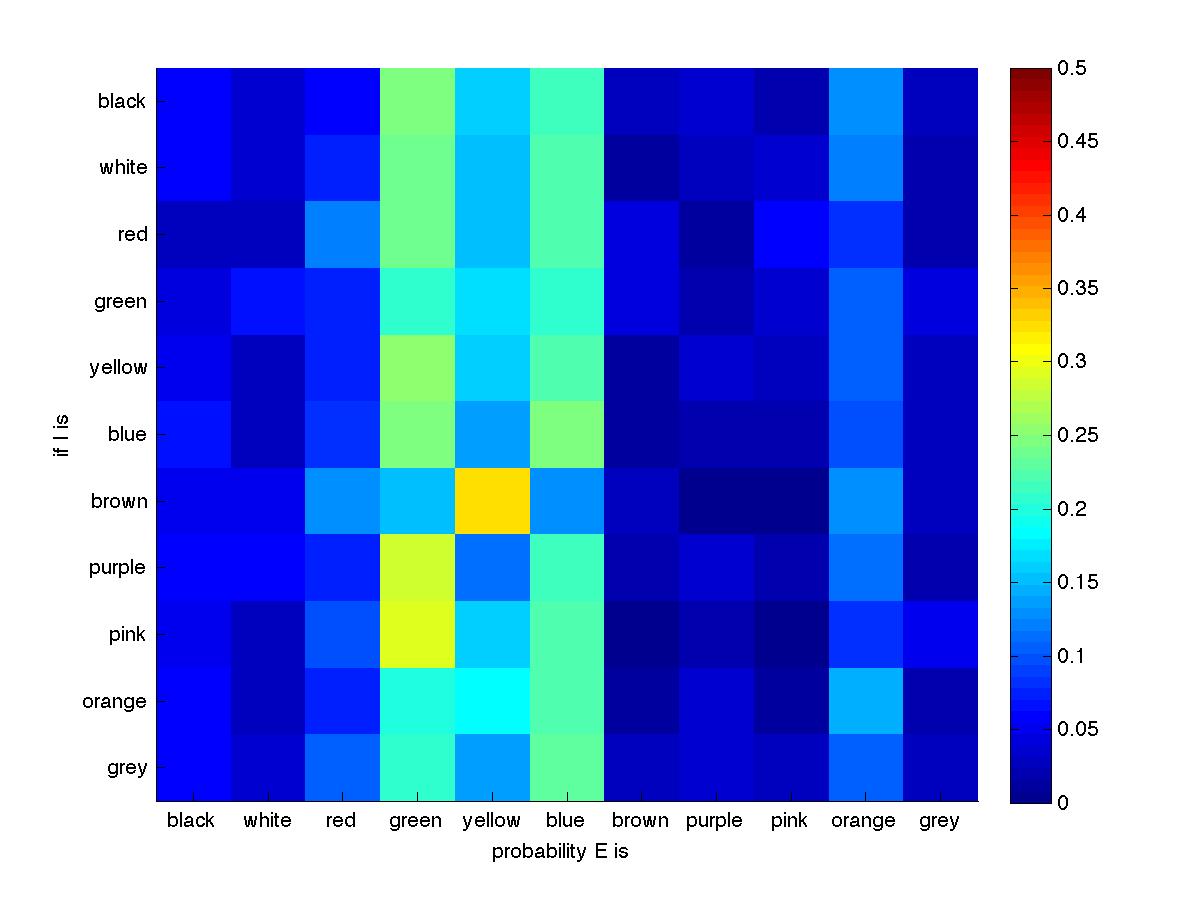 black
white
red
green
yellow
blue
brown
purple
pink
orange
grey
if I is
black white red green yellow blue brown purple pink orange grey
probability E is
0.5
0.45
0.4
0.35
0.3
0.25
0.2
0.15
0.1
0.05
0